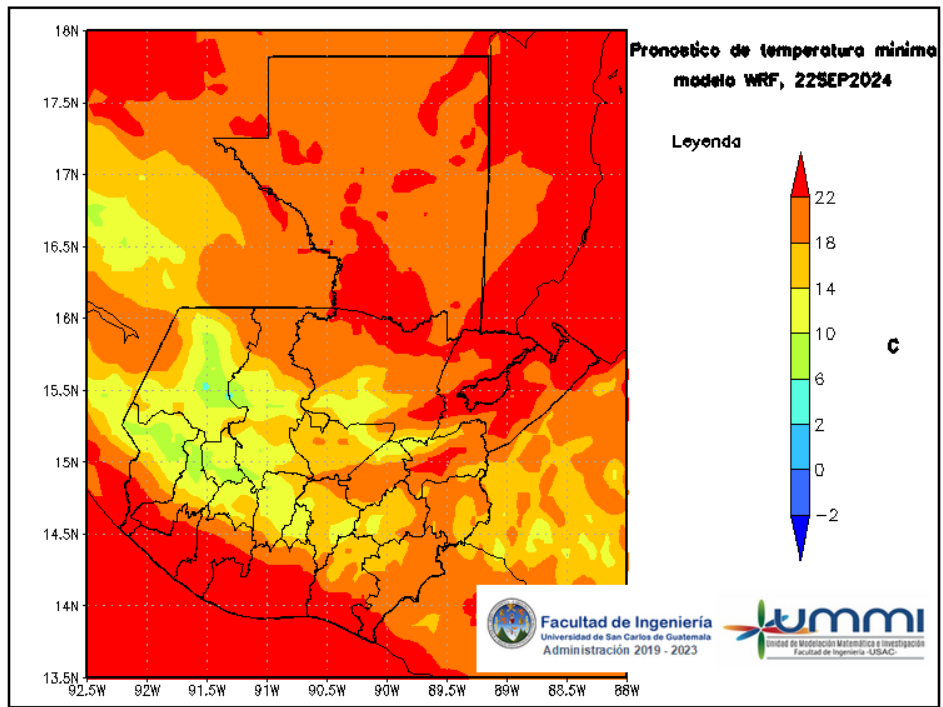 Pronostico de temperatura minima
modelo WRF, 22SEP2024
Leyenda
22
18
14
10
6
2
0
−2
C
18N
17.5N
17N
16.5N
16N
15.5N
15N
14.5N
14N
13.5N
92.5W 92W 91.5W 91W 90.5W 90W 89.5W 89W 88.5W 88W
Facultad de Ingeniería
Universidad de San Carlos de Guatemala
Administración 2019 - 2023
UMMI
Unidad de Modelación Matemática e Investigación
Facultad de Ingeniería -USAC-